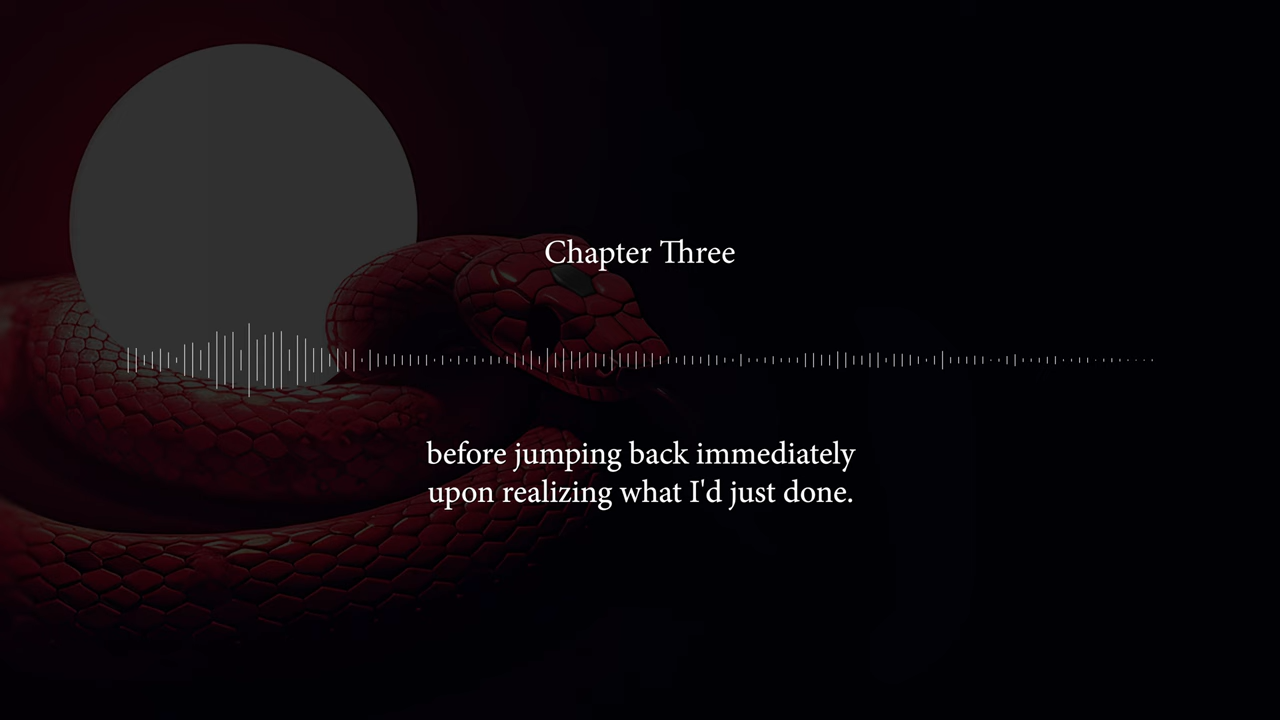 Chapter Three
before jumping back immediately
upon realizing what I'd just done.